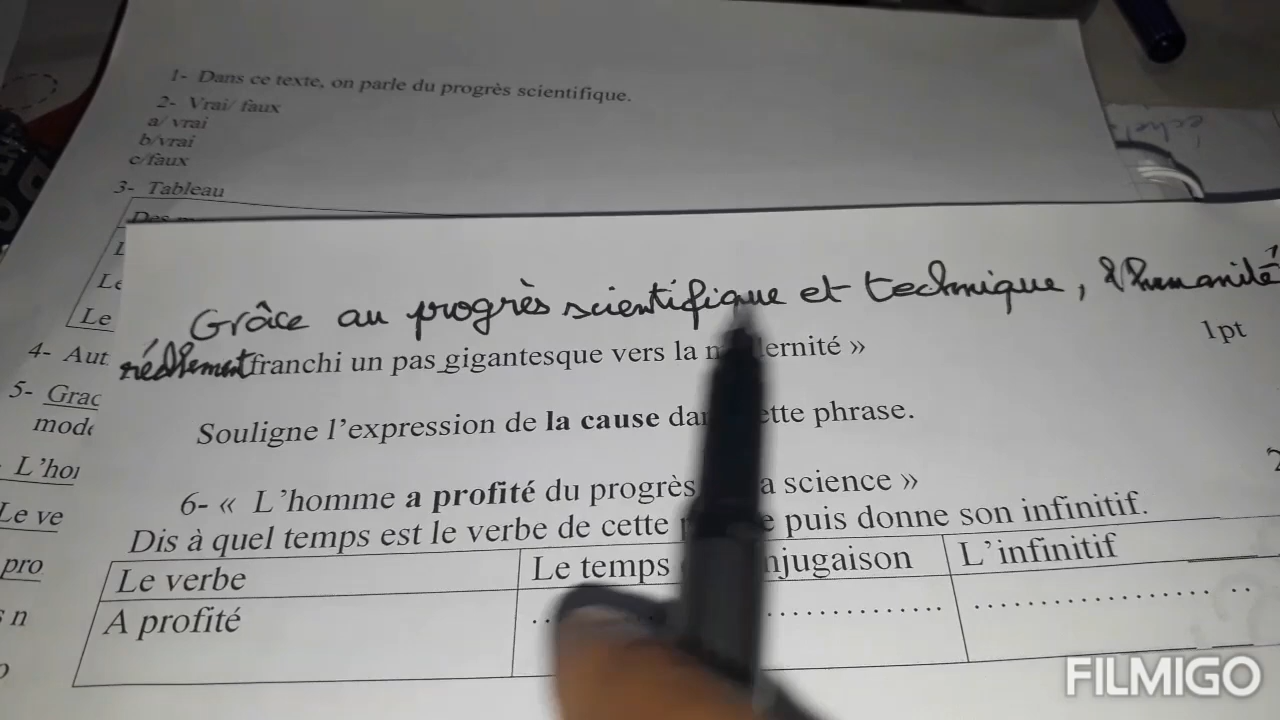 1- Dans ce texte, on parle du progrès scientifique.
2- Vrai/ faux
a/ vrai
b/vrai
c/faux
3- Tableau
Des
Le
Le
Grâce au progrès scientifique et technique, l'humanité
réellement franchi un pas gigantesque vers la modernité »
1pt
4- Aut
5- Grac
mode
Souligne l'expression de la cause dans cette phrase.
L'hor
6- « L'homme a profité du progrès la science »
Le ve
Dis à quel temps est le verbe de cette puis donne son infinitif.
pro
Le verbe Le temps conjugaison L'infinitif
s n
A profité ................ ....................
FILMIGO